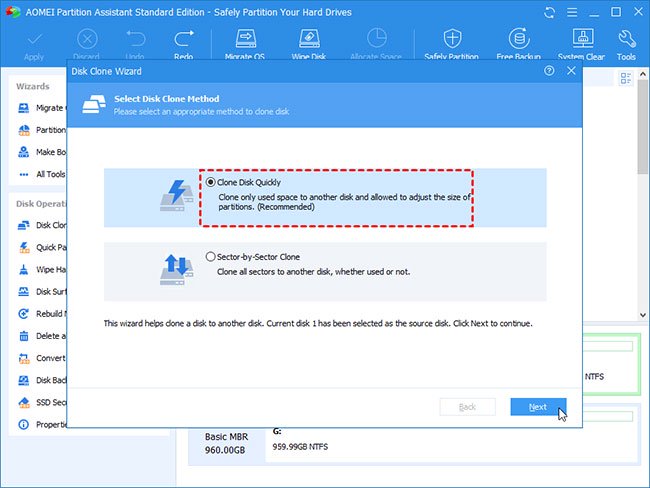 AOMEI Partition Assistant Standard Edition - Safely Partition Your Hard Drives
Apply
Discard
Undo
Redo
Migrate OS
Wipe Disk
Allocate Space
Safely Partition
Free Backup
System Clear
Tools
Disk Clone Wizard
Select Disk Clone Method
Please select an appropriate method to clone disk
Wizards
Migrate
Partition
Make Bo
All Tools
Disk Operati
Disk Clon
Quick Pa
Wipe Ha
Disk Surf
Rebuild M
Delete a
Convert
Disk Back
SSD Secu
Properti
Clone Disk Quickly
Clone only used space to another disk and allowed to adjust the size of
partitions. (Recommended)
Sector-by-Sector Clone
Clone all sectors to another disk, whether used or not.
This wizard helps clone a disk to another disk. Current disk 1 has been selected as the source disk. Click Next to continue.
Back
Next
NTFS
Basic MBR
960.00GB
G:
959.99GB NTFS